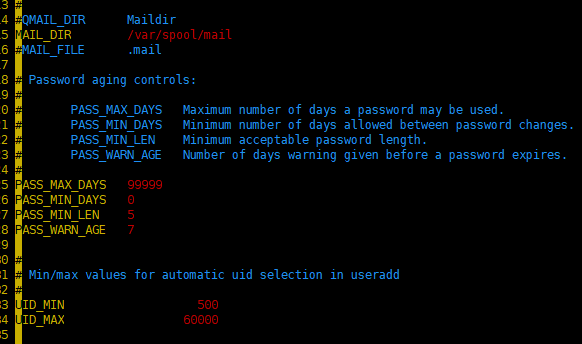 3 #
4 #QMAIL_DIR Maildir
5 MAIL_DIR /var/spool/mail
6 #MAIL_FILE .mail
7
8 # Password aging controls:
9 #
0 # PASS_MAX_DAYS Maximum number of days a password may be used.
1 # PASS_MIN_DAYS Minimum number of days allowed between password changes.
2 # PASS_MIN_LEN Minimum acceptable password length.
3 # PASS_WARN_AGE Number of days warning given before a password expires.
4 #
5 PASS_MAX_DAYS 99999
6 PASS_MIN_DAYS 0
7 PASS_MIN_LEN 5
8 PASS_WARN_AGE 7
9
0 #
1 # Min/max values for automatic uid selection in useradd
2 #
3 UID_MIN 500
4 UID_MAX 60000
5